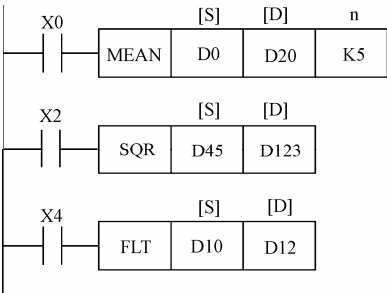 [S] [D] n
X0
MEAN D0 D20 K5
[S] [D]
X2
SQR D45 D123
[S] [D]
X4
FLT D10 D12